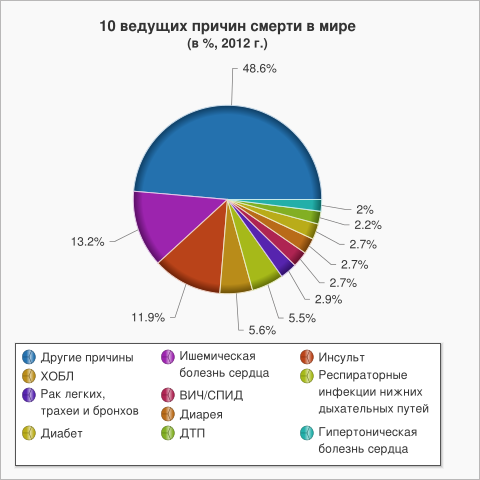 10 ведущих причин смерти в мире
(в %, 2012 г.)
48.6%
13.2%
11.9%
5.6%
5.5%
2.9%
2.7%
2.7%
2.7%
2.2%
2%
Другие причины
Ишемическая
болезнь сердца
Инсульт
ХОБЛ
Респираторные
инфекции нижних
дыхательных путей
Рак легких,
трахеи и бронхов
ВИЧ/СПИД
Диарея
Диабет
ДТП
Гипертоническая
болезнь сердца